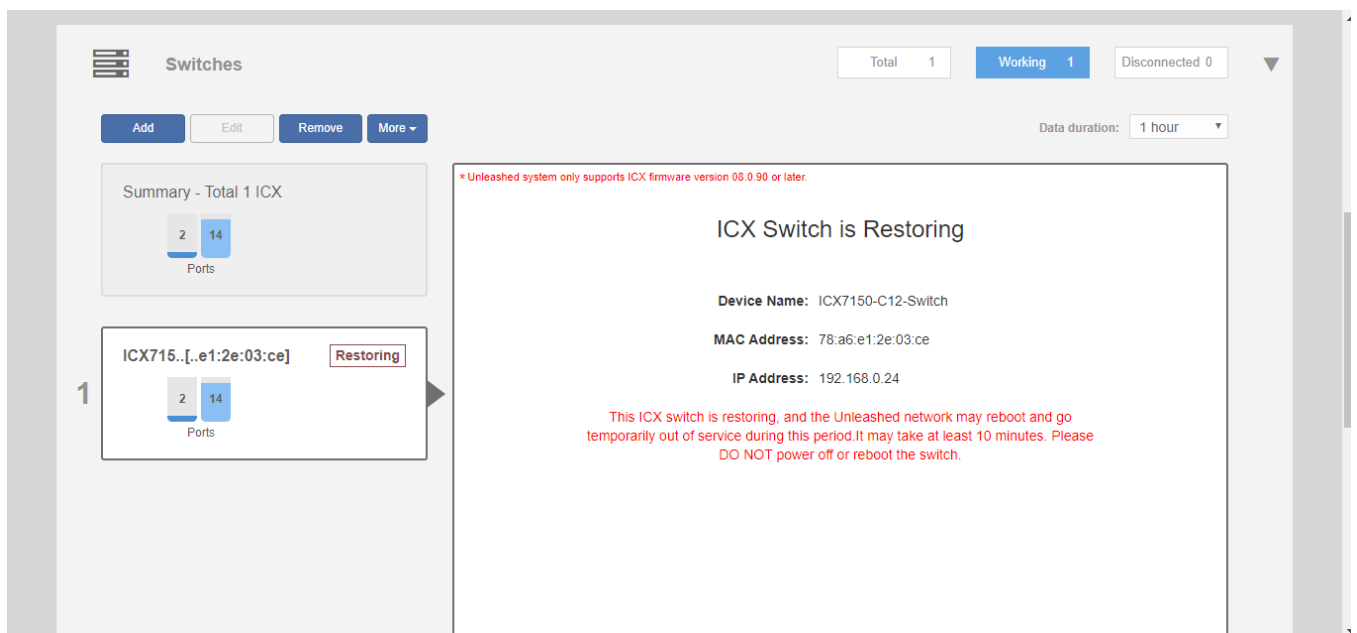 Switches
Total 1
Working 1
Disconnected 0
Add
Edit
Remove
More
Data duration: 1 hour
Summary - Total 1 ICX
2 14
Ports
1
ICX715..[..e1:2e:03:ce] Restoring
2 14
Ports
* Unleashed system only supports ICX firmware version 08.0.90 or later.
ICX Switch is Restoring
Device Name: ICX7150-C12-Switch
MAC Address: 78:a6:e1:2e:03:ce
IP Address: 192.168.0.24
This ICX switch is restoring, and the Unleashed network may reboot and go
temporarily out of service during this period.It may take at least 10 minutes. Please
DO NOT power off or reboot the switch.